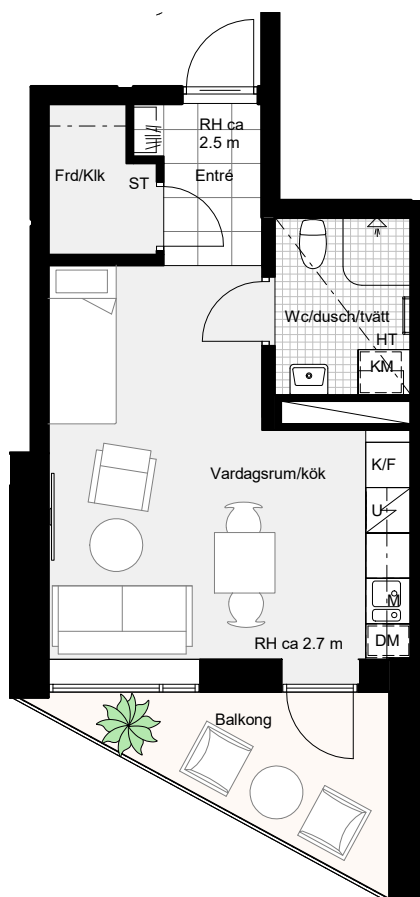 RH ca
2.5 m
Frd/Klk
ST
Entré
Wc/dusch/tvätt
HT
KM
K/F
Vardagsrum/kök
U
M
RH ca 2.7 m
DM
Balkong